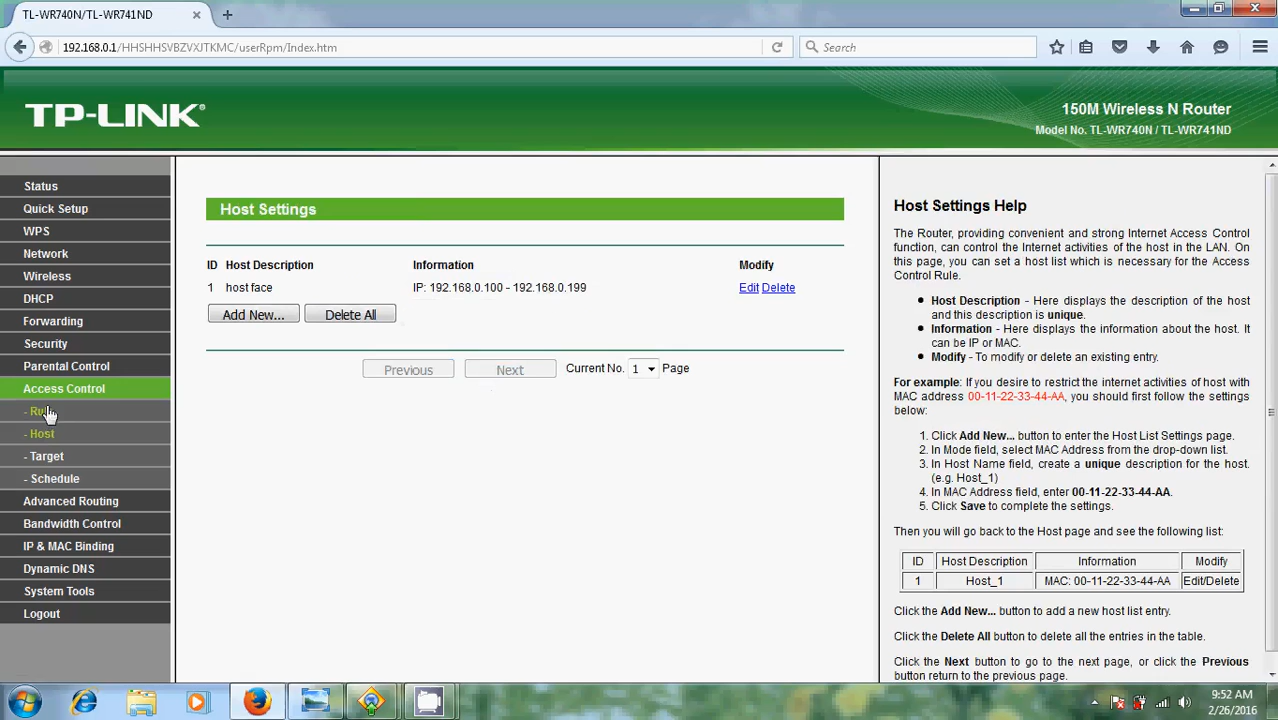 TL-WR740N/TL-WR741ND
192.168.0.1/HHSHHSVBZVXJTKMC/userRpm/Index.htm
Search
TP-LINK®
150M Wireless N Router
Model No. TL-WR740N / TL-WR741ND
Status
Quick Setup
WPS
Network
Wireless
DHCP
Forwarding
Security
Parental Control
Access Control
- Host
- Target
- Schedule
Advanced Routing
Bandwidth Control
IP & MAC Binding
Dynamic DNS
System Tools
Logout
Host Settings
ID Host Description Information Modify
1 host face IP: 192.168.0.100 - 192.168.0.199 Edit Delete
Add New... Delete All
Previous Next Current No. 1 Page
Host Settings Help
The Router, providing convenient and strong Internet Access Control
function, can control the Internet activities of the host in the LAN. On
this page, you can set a host list which is necessary for the Access
Control Rule.
• Host Description - Here displays the description of the host
and this description is unique.
• Information - Here displays the information about the host. It
can be IP or MAC.
• Modify - To modify or delete an existing entry.
For example: If you desire to restrict the internet activities of host with
MAC address 00-11-22-33-44-AA, you should first follow the settings
below:
1. Click Add New... button to enter the Host List Settings page.
2. In Mode field, select MAC Address from the drop-down list.
3. In Host Name field, create a unique description for the host.
(e.g. Host_1)
4. In MAC Address field, enter 00-11-22-33-44-AA.
5. Click Save to complete the settings.
Then you will go back to the Host page and see the following list:
ID Host Description Information Modify
1 Host_1 MAC: 00-11-22-33-44-AA Edit/Delete
Click the Add New... button to add a new host list entry.
Click the Delete All button to delete all the entries in the table.
Click the Next button to go to the next page, or click the Previous
button return to the previous page.
9:52 AM
2/26/2016